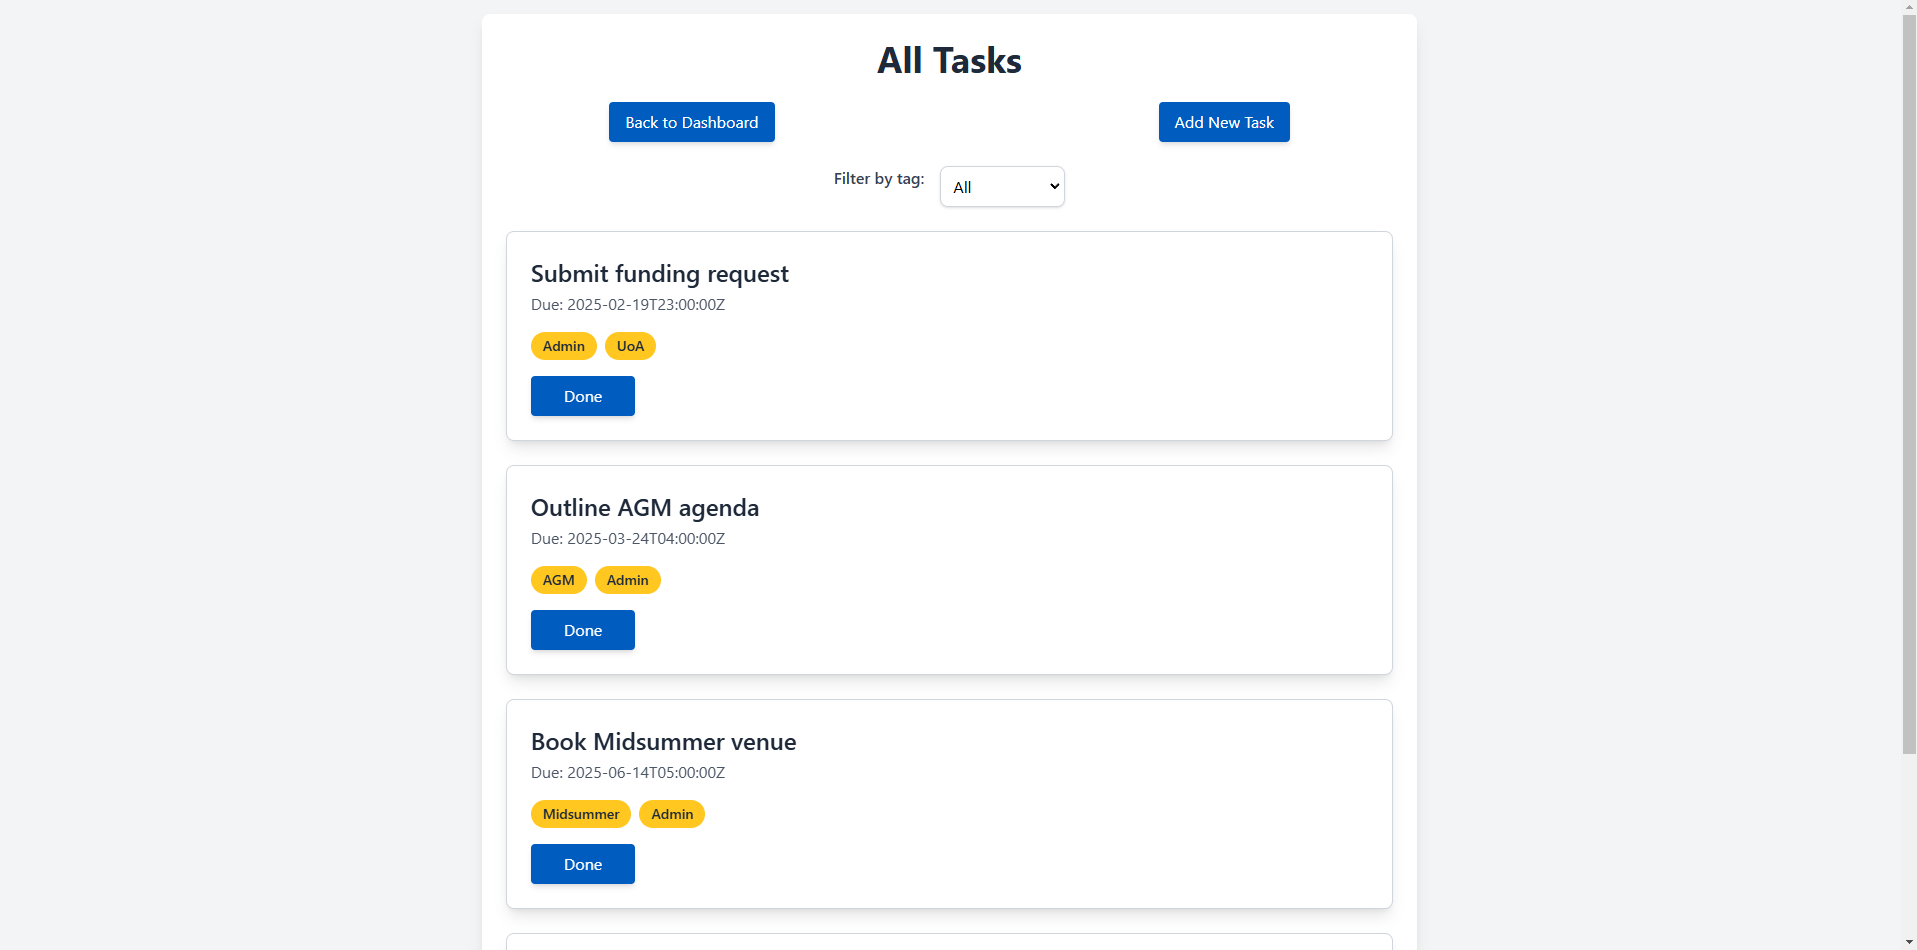 All Tasks
Back to Dashboard
Add New Task
Filter by tag:
All
Submit funding request
Due: 2025-02-19T23:00:00Z
Admin
UoA
Done
Outline AGM agenda
Due: 2025-03-24T04:00:00Z
AGM
Admin
Done
Book Midsummer venue
Due: 2025-06-14T05:00:00Z
Midsummer
Admin
Done